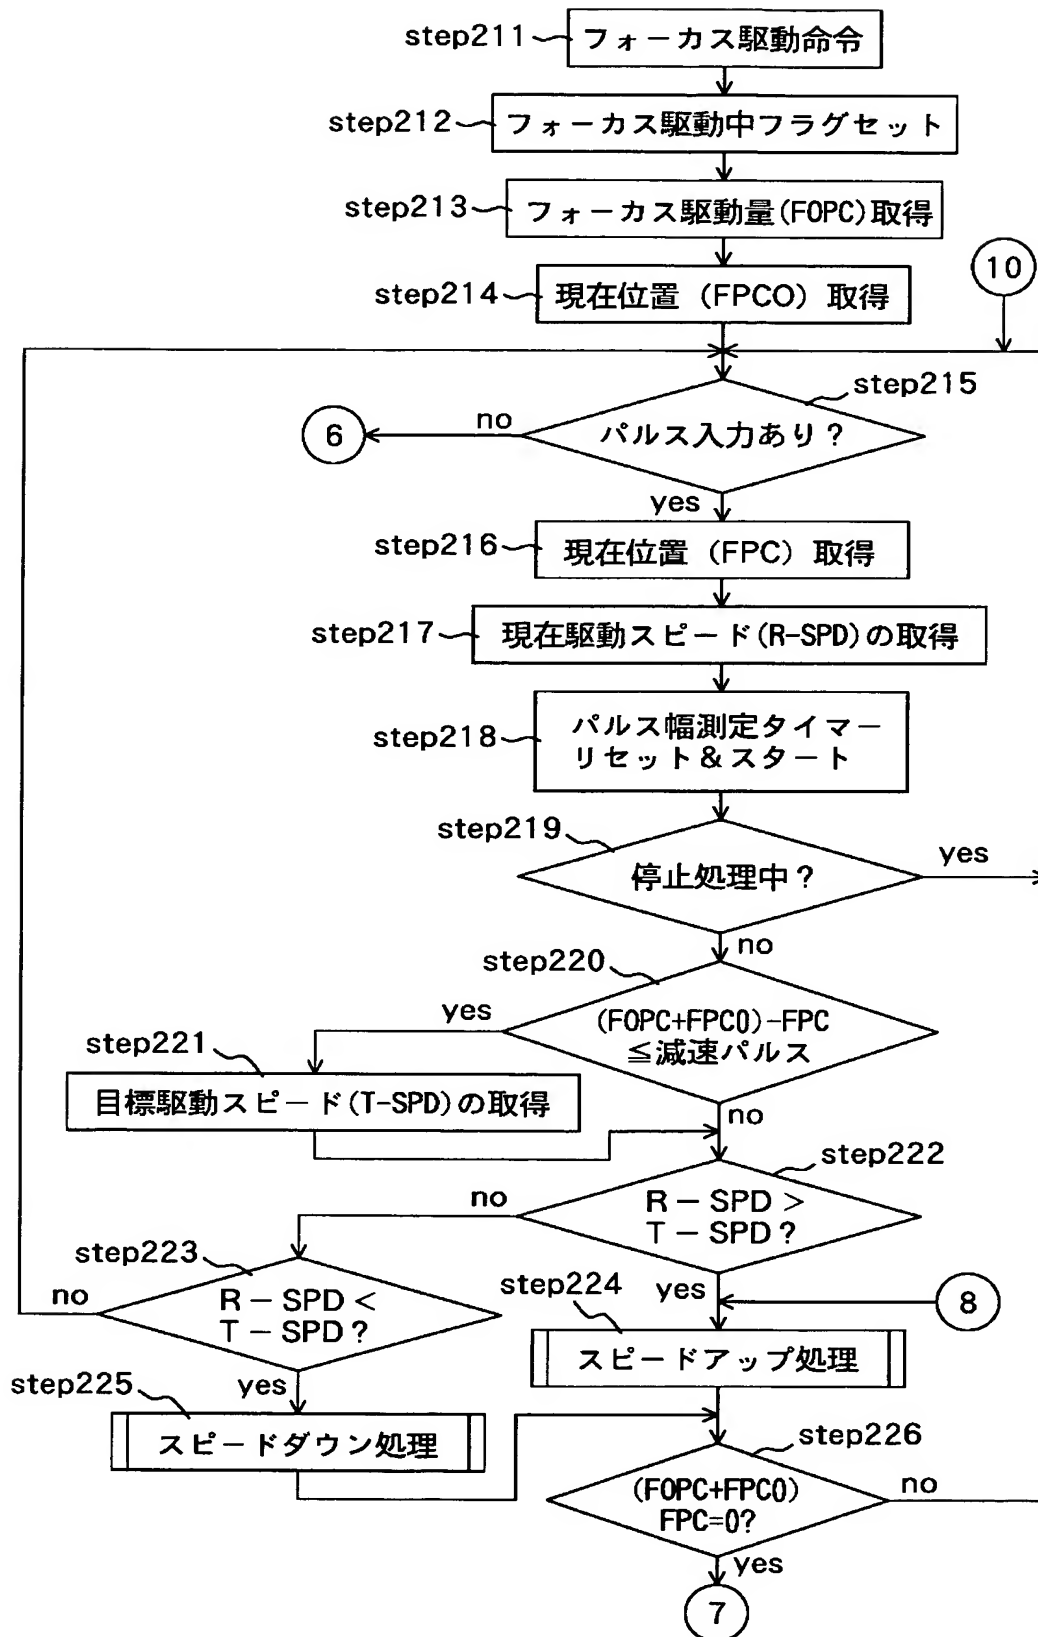 step211
フォーカス駆動命令
step212
フォーカス駆動中フラグセット
step213
フォーカス駆動量(FOPC)取得
10
step214
現在位置 (FPCO) 取得
step215
パルス入力あり?
no
6
yes
step216
現在位置 (FPC) 取得
step217
現在駆動スピード(R-SPD)の取得
step218
パルス幅測定タイマー
リセット&スタート
step219
停止処理中?
yes
no
step220
(FOPC+FPC0)-FPC
≦減速パルス
yes
step221
目標駆動スピード(T-SPD)の取得
no
step222
R-SPD >
T-SPD?
no
step223
R-SPD <
T-SPD?
no
yes
step224
8
スピードアップ処理
step225
yes
スピードダウン処理
step226
(FOPC+FPC0)
FPC=0?
no
yes
7